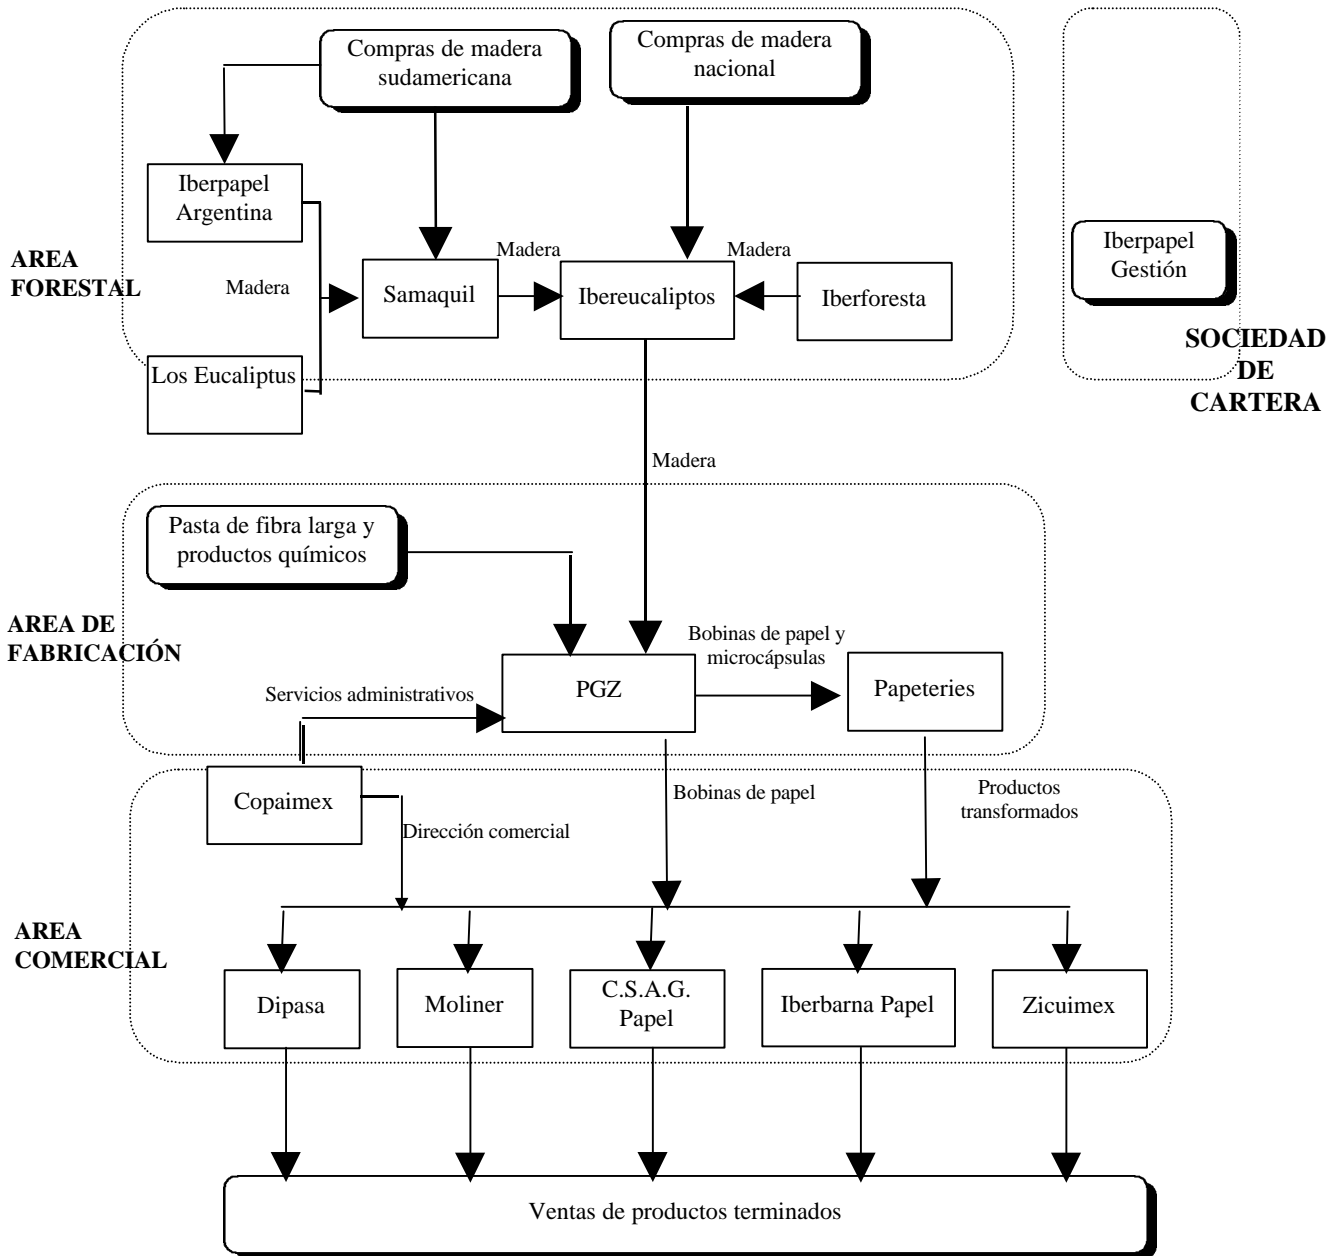 Compras de madera
sudamericana
Compras de madera
nacional
Iberpapel
Argentina
Iberpapel
Gestión
AREA
FORESTAL
Madera
Madera
Madera
Samaquil
Ibereucaliptos
Iberforesta
SOCIEDAD
DE
CARTERA
Los Eucaliptus
Madera
Pasta de fibra larga y
productos químicos
AREA DE
FABRICACIÓN
Bobinas de papel y
microcápsulas
Servicios administrativos
PGZ
Papeteries
Copaimex
Bobinas de papel
Productos
transformados
Dirección comercial
AREA
COMERCIAL
Dipasa
Moliner
C.S.A.G.
Papel
Iberbarna Papel
Zicuimex
Ventas de productos terminados